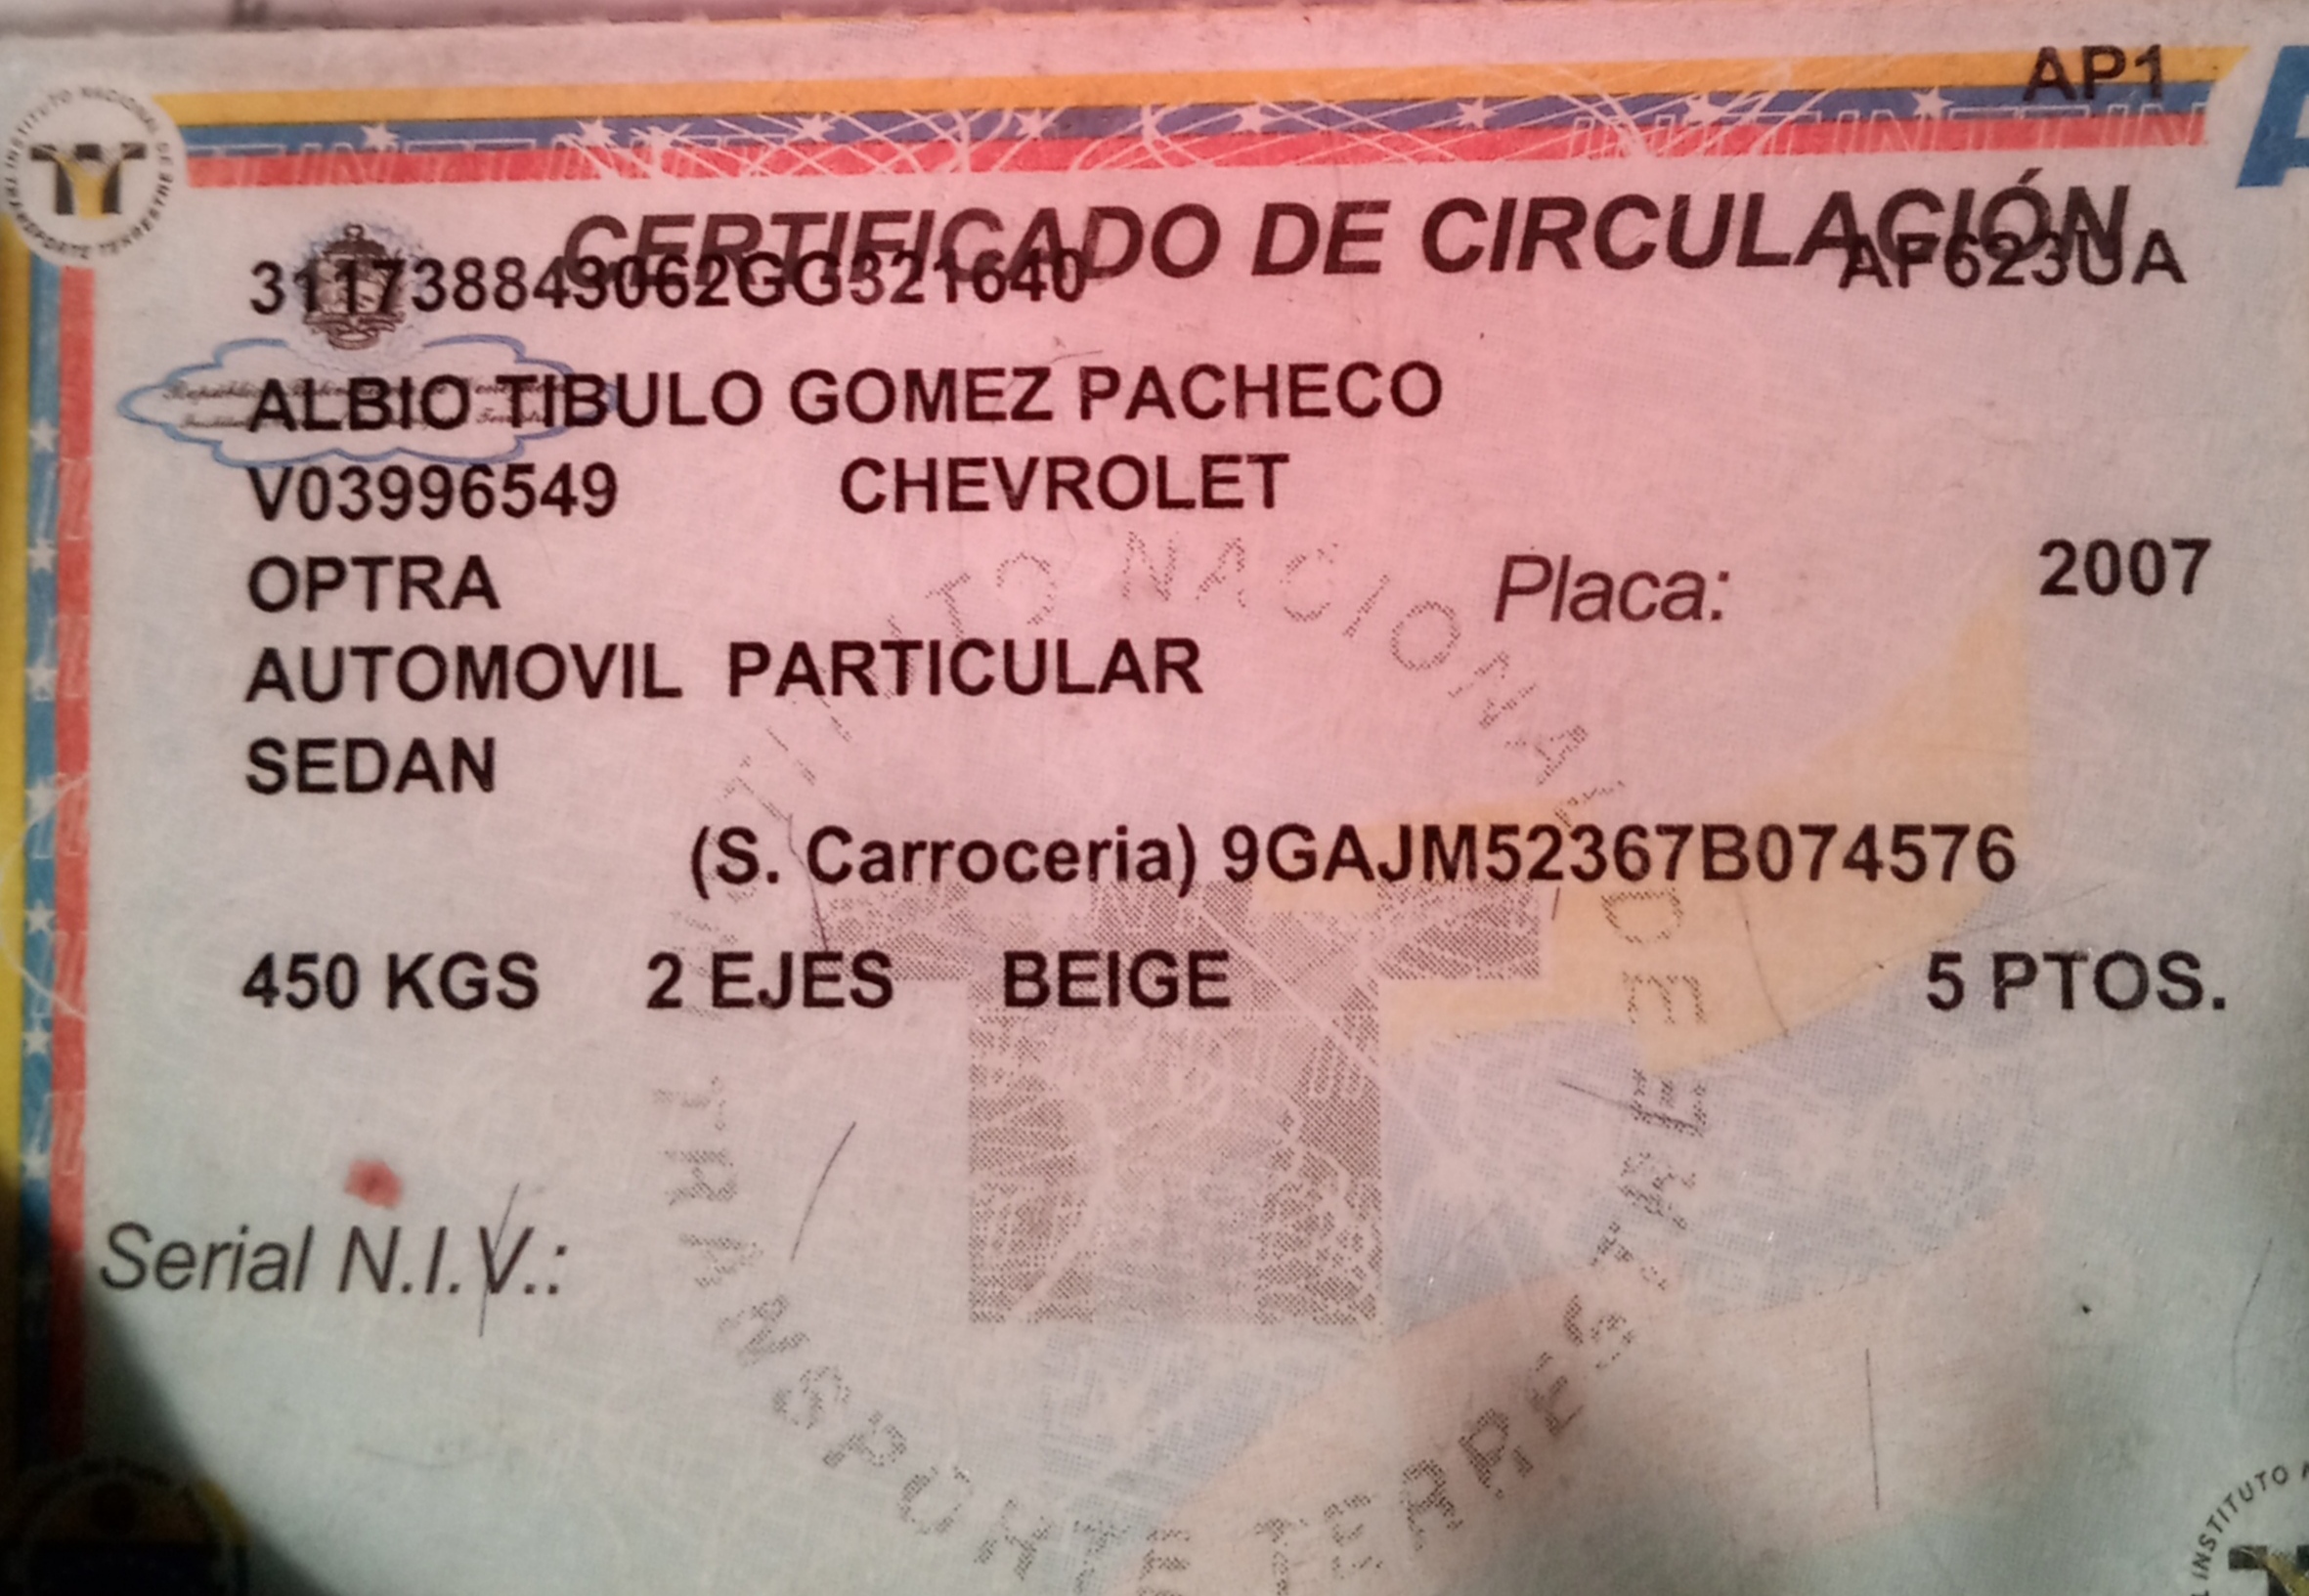 AP1
INSTITUTO NACIONAL DE TRANSPORTE TERRESTRE
CERTIFICADO DE CIRCULACIÓN
311738843062GG321640 AF623UA
ALBIO TIBULO GOMEZ PACHECO
V03996549 CHEVROLET
OPTRA Placa: 2007
AUTOMOVIL PARTICULAR
SEDAN
(S. Carroceria) 9GAJM52367B074576
450 KGS 2 EJES BEIGE 5 PTOS.
Serial N.I.V.:
INSTITUTO NACIONAL DE TRANSPORTE TERRESTRE
INSTITUTO